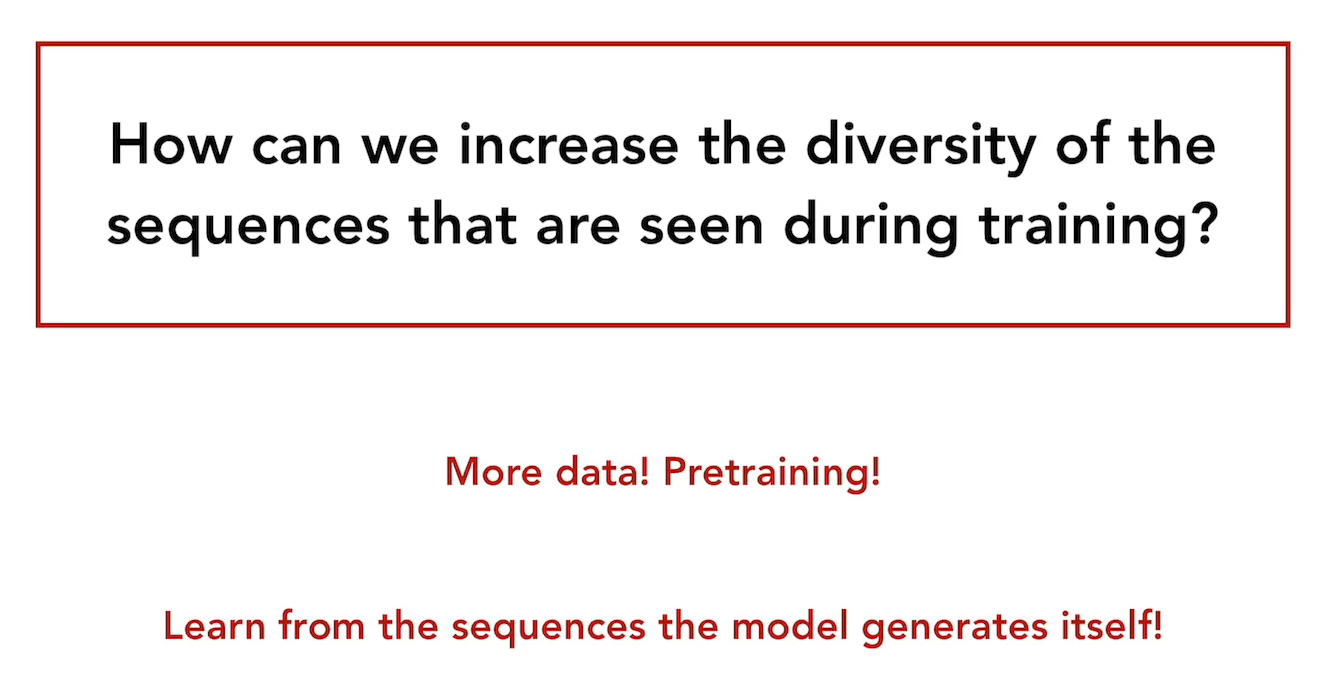 How can we increase the diversity of the
sequences that are seen during training?
More data! Pretraining!
Learn from the sequences the model generates itself!